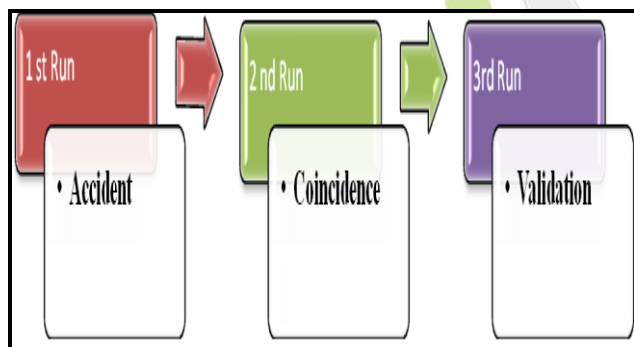 1 st Run
• Accident
2 nd Run
• Coincidence
3rd Run
• Validation